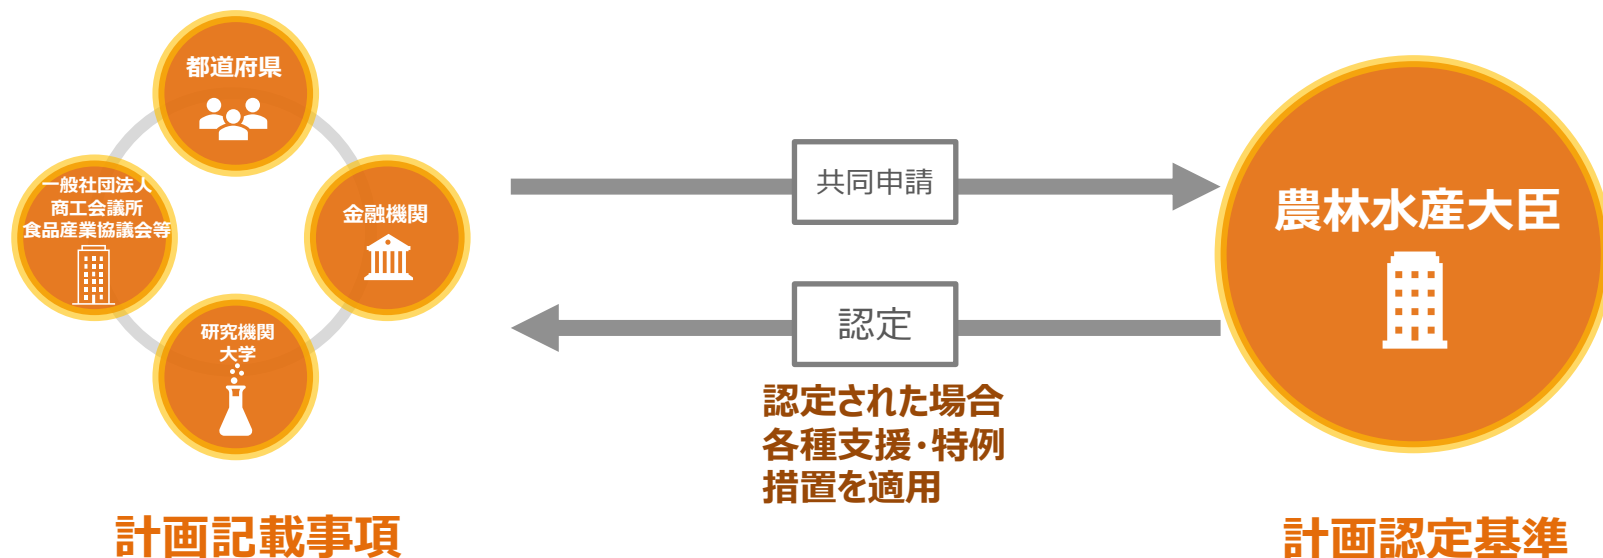 都道府県
一般社団法人
商工会議所
食品産業協議会等
金融機関
研究機関
大学
共同申請
認定
認定された場合
各種支援・特例
措置を適用
農林水産大臣
計画記載事項
計画認定基準